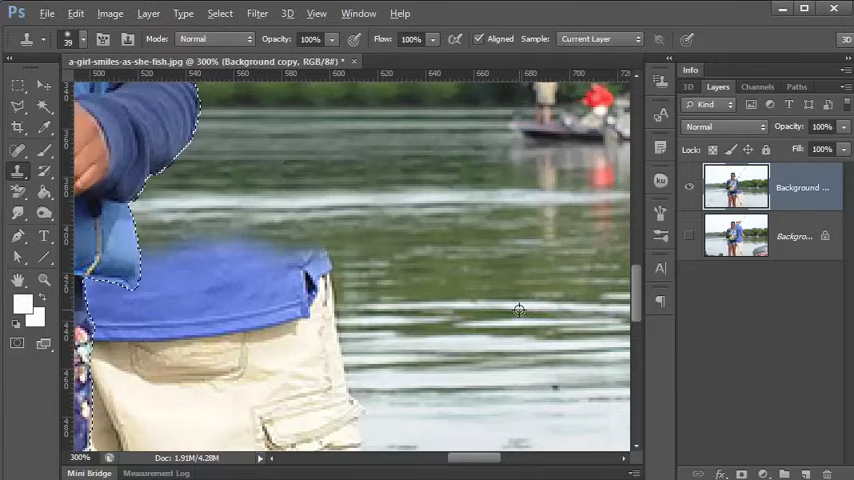 Ps File Edit Image Layer Type Select Filter 3D View Window Help
39 Mode: Normal Opacity: 100% Flow: 100% Aligned Sample: Current Layer 3D
a-girl-smiles-as-she-fish.jpg @ 300% (Background copy, RGB/8#) * ×
500 520 540 560 580 600 620 640 660 680 700 720
Info
3D Layers Channels Paths
Kind
Normal Opacity: 100%
Lock: Fill: 100%
Background ...
Backgro...
300% Doc: 1.91M/4.28M
Mini Bridge Measurement Log